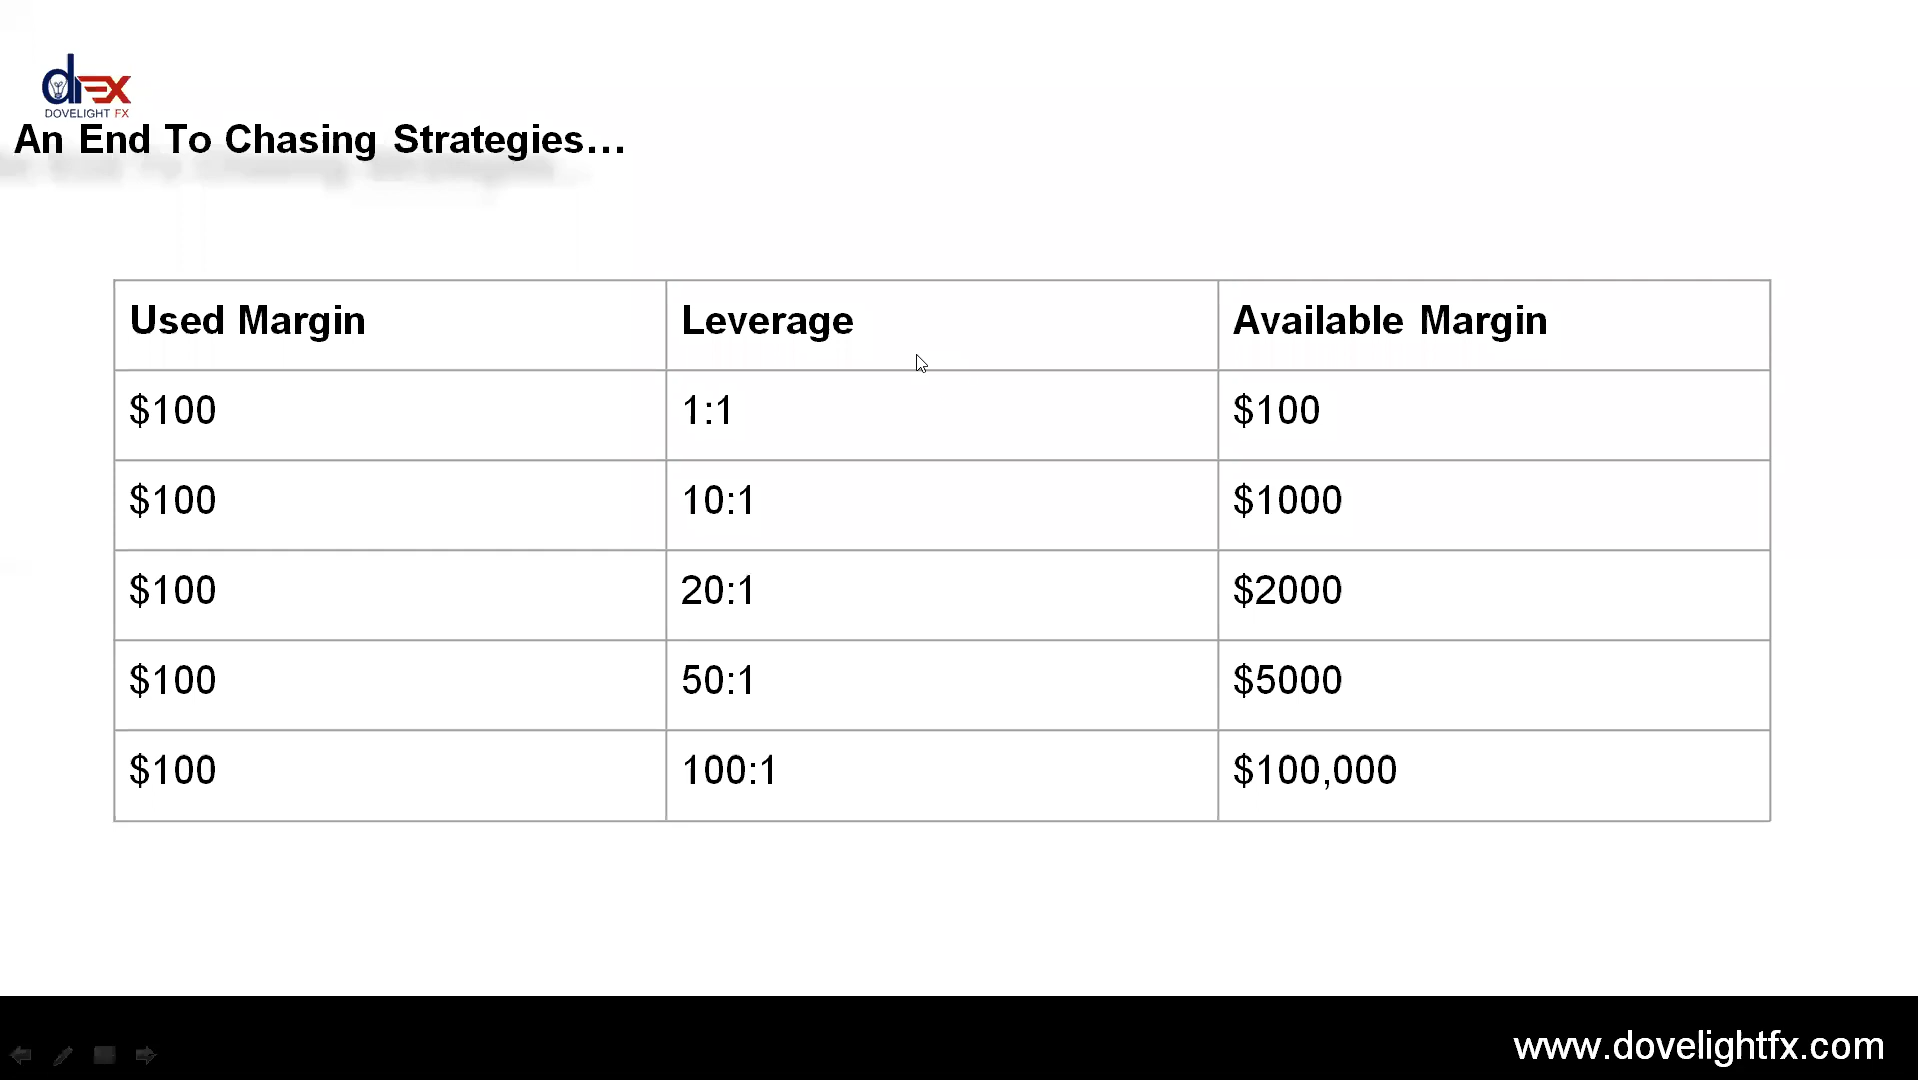 DOVELIGHT FX
An End To Chasing Strategies...
Used Margin Leverage Available Margin
$100 1:1 $100
$100 10:1 $1000
$100 20:1 $2000
$100 50:1 $5000
$100 100:1 $100,000
www.dovelightfx.com